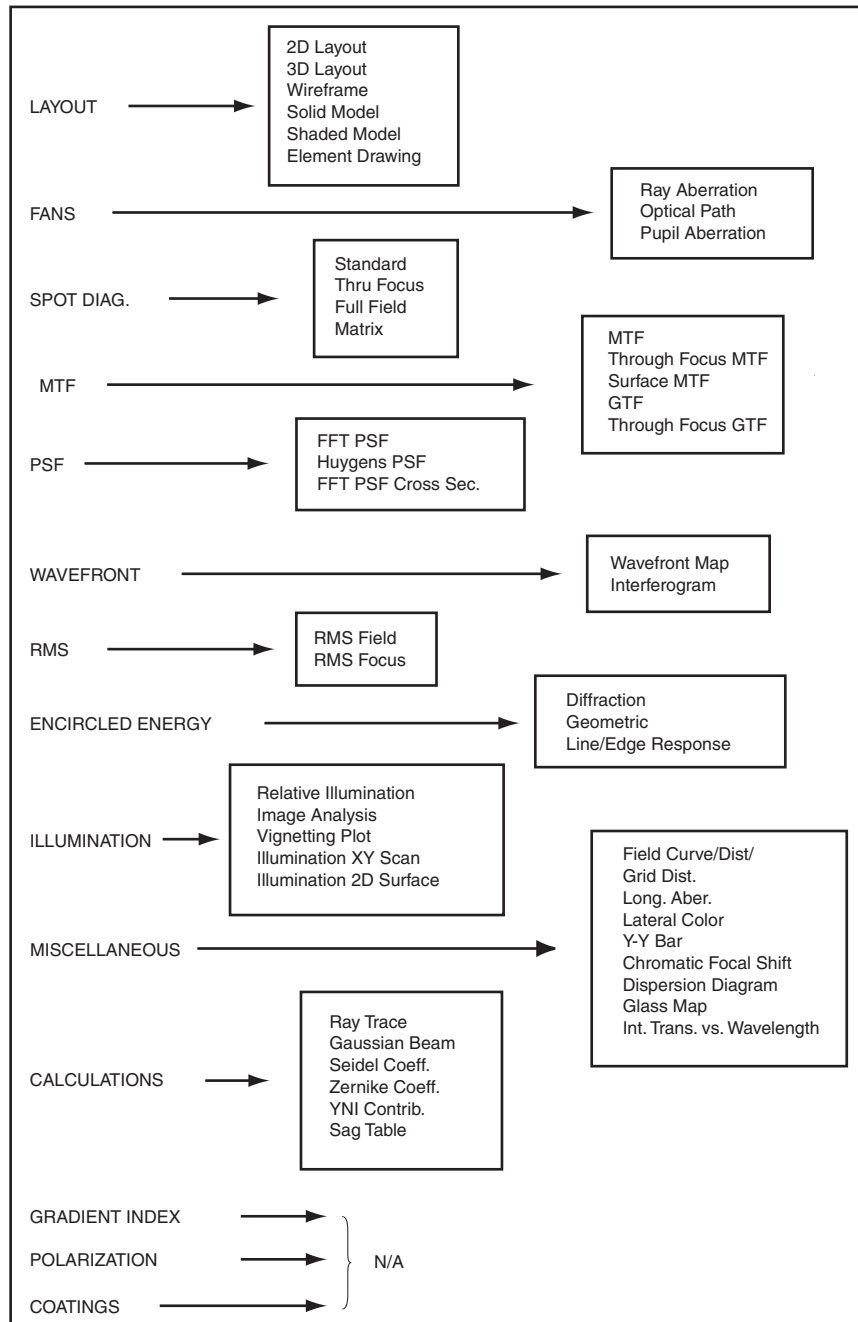 LAYOUT
2D Layout
3D Layout
Wireframe
Solid Model
Shaded Model
Element Drawing
FANS
Ray Aberration
Optical Path
Pupil Aberration
SPOT DIAG.
Standard
Thru Focus
Full Field
Matrix
MTF
MTF
Through Focus MTF
Surface MTF
GTF
Through Focus GTF
PSF
FFT PSF
Huygens PSF
FFT PSF Cross Sec.
WAVEFRONT
Wavefront Map
Interferogram
RMS
RMS Field
RMS Focus
ENCIRCLED ENERGY
Diffraction
Geometric
Line/Edge Response
ILLUMINATION
Relative Illumination
Image Analysis
Vignetting Plot
Illumination XY Scan
Illumination 2D Surface
MISCELLANEOUS
Field Curve/Dist/
Grid Dist.
Long. Aber.
Lateral Color
Y-Y Bar
Chromatic Focal Shift
Dispersion Diagram
Glass Map
Int. Trans. vs. Wavelength
CALCULATIONS
Ray Trace
Gaussian Beam
Seidel Coeff.
Zernike Coeff.
YNI Contrib.
Sag Table
GRADIENT INDEX
POLARIZATION
COATINGS
N/A